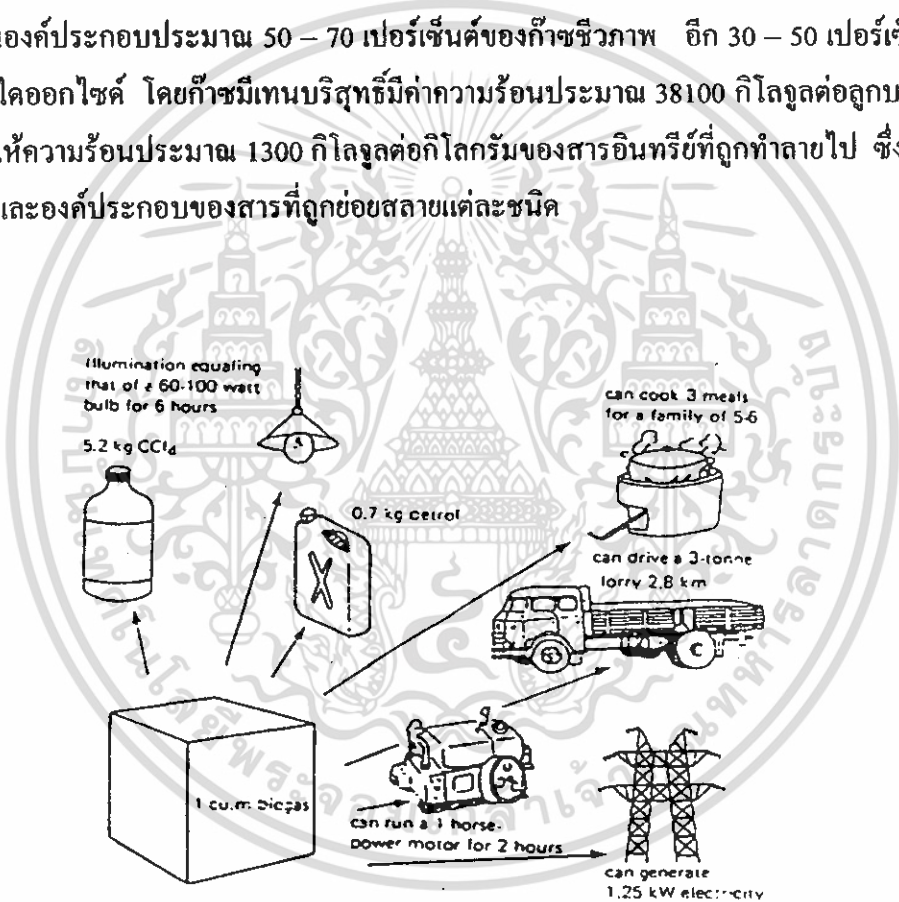 นองค์ประกอบประมาณ 50 – 70 เปอร์เซ็นต์ของก๊าซชีวภาพ อีก 30 – 50 เปอร์เซ
ไดออกไซด์ โดยก๊าซมีเทนบริสุทธิ์มีค่าความร้อนประมาณ 38100 กิโลจูลต่อลูกบ
ห้ความร้อนประมาณ 1300 กิโลจูลต่อกิโลกรัมของสารอินทรีย์ที่ถูกทำลายไป ซึ่ง
และองค์ประกอบของสารที่ถูกย่อยสลายแต่ละชนิด
Illumination equaling
that of a 60-100 watt
bulb for 6 hours
5.2 kg CCl4
0.7 kg petrol
can cook 3 meals
for a family of 5-6
can drive a 3-tonne
lorry 2.8 km
1 cu.m biogas
can run a 1 horse-
power motor for 2 hours
can generate
1.25 kW electricity